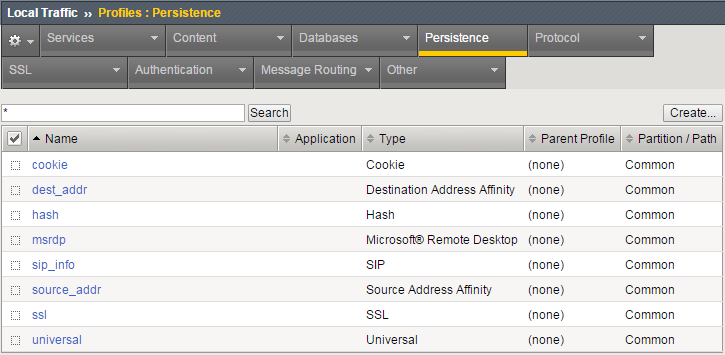 Local Traffic ›› Profiles : Persistence
Services Content Databases Persistence Protocol
SSL Authentication Message Routing Other
* Search Create...
Name Application Type Parent Profile Partition / Path
cookie Cookie (none) Common
dest_addr Destination Address Affinity (none) Common
hash Hash (none) Common
msrdp Microsoft® Remote Desktop (none) Common
sip_info SIP (none) Common
source_addr Source Address Affinity (none) Common
ssl SSL (none) Common
universal Universal (none) Common